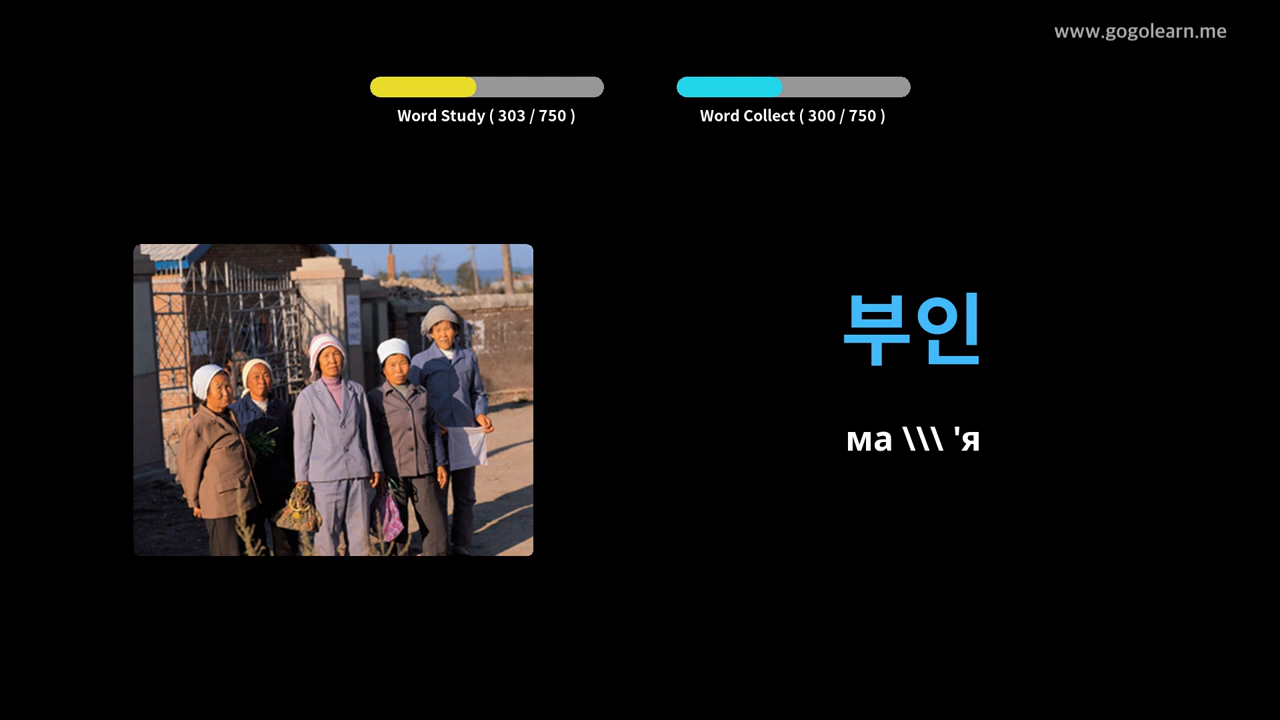 www.gogolearn.me
Word Study ( 303 / 750 )
Word Collect ( 300 / 750 )
부인
ма \\\ 'я